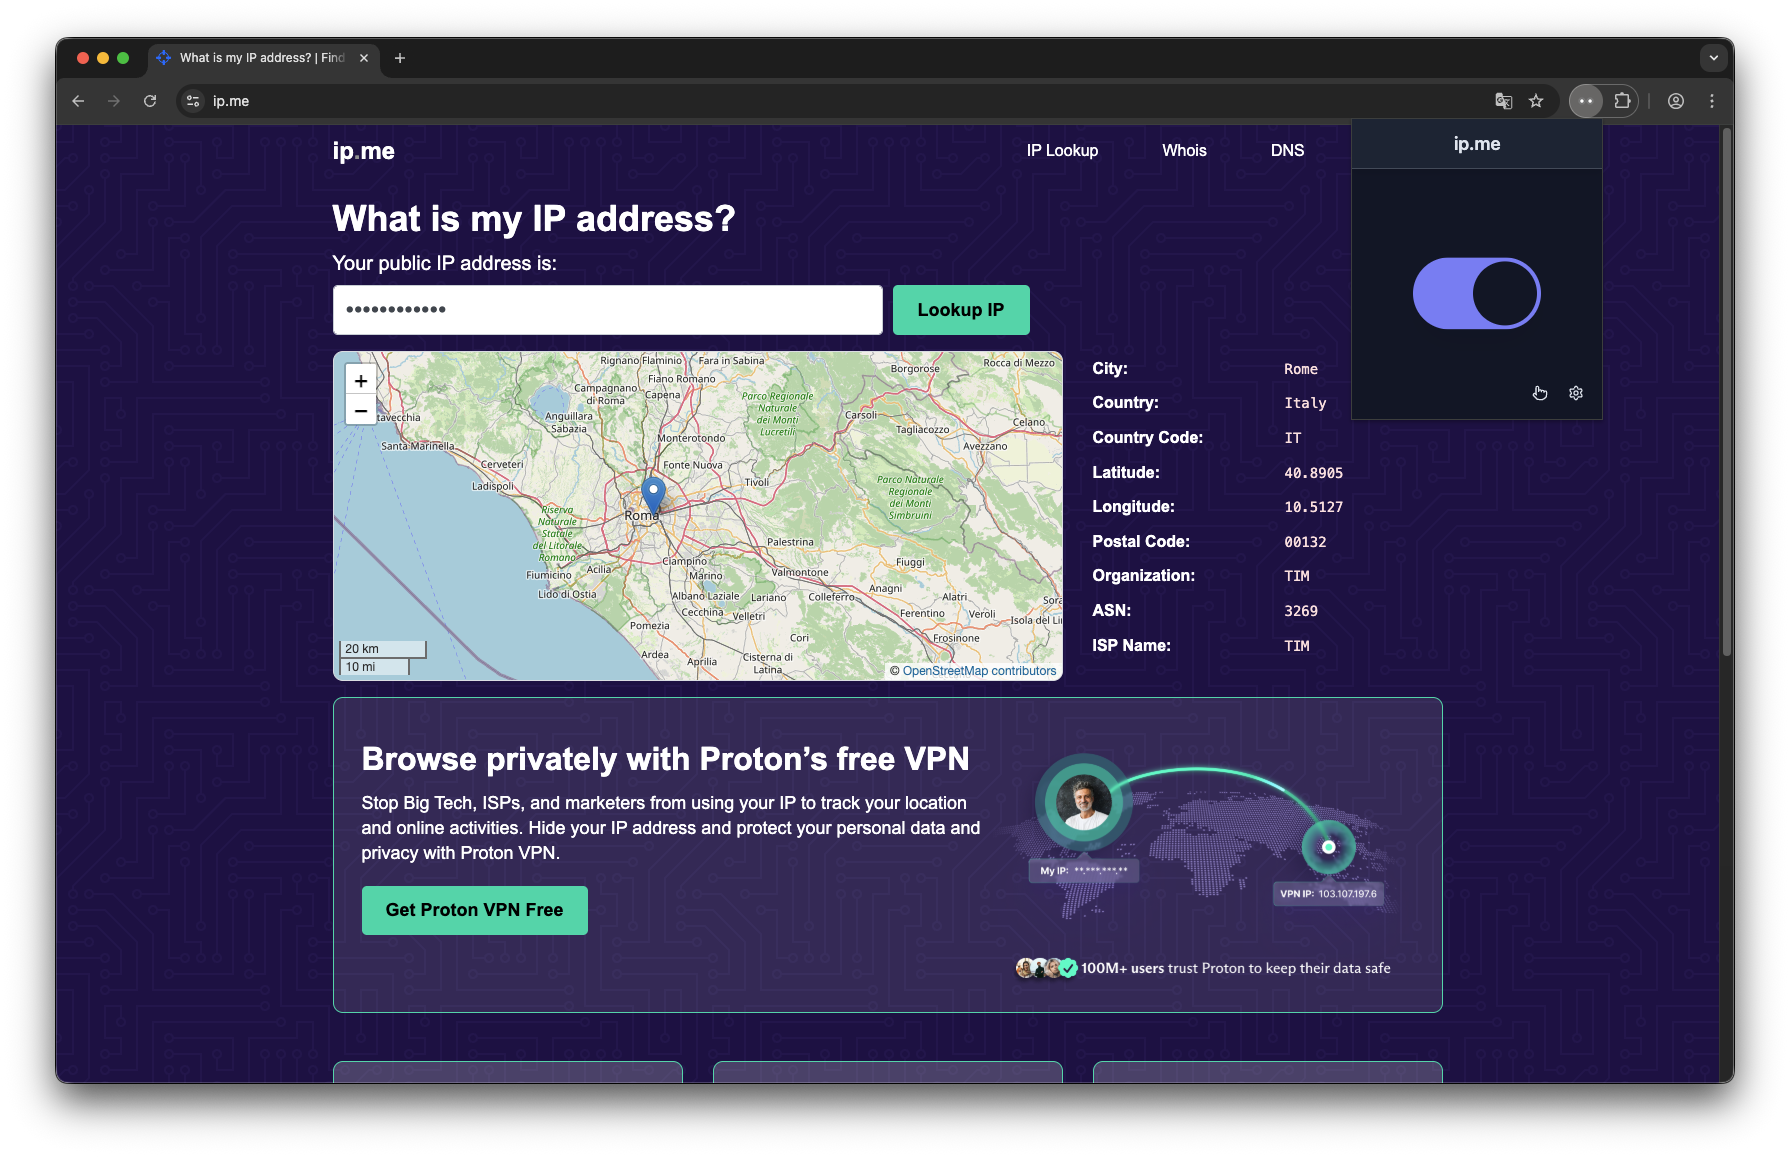 What is my IP address? | Find
ip.me
ip.me
IP Lookup
Whois
DNS
ip.me
What is my IP address?
Your public IP address is:
••••••••••••
Lookup IP
+
−
Rignano Flaminio
Fara in Sabina
Rocca di Mezzo
Borgorose
Fiano Romano
Campagnano
di Roma
Capena
Parco Regionale
Naturale
dei Monti
Lucretili
Carsoli
Celano
tavecchia
Anguillara
Sabazia
Tagliacozzo
Santa Marinella
Monterotondo
Avezzano
Cerveteri
Fonte Nuova
Ladispoli
Tivoli
Parco Naturale
Regionale
dei Monti
Simbruini
Riserva
Naturale
Statale
del Litorale
Romano
Roma
Palestrina
Fiumicino
Acilia
Ciampino
Marino
Valmontone
Fiuggi
Lido di Ostia
Albano Laziale
Lariano
Colleferro
Anagni
Alatri
Sora
Cecchina
Velletri
Ferentino
Veroli
Isola del Lir
Pomezia
Cori
Frosinone
Ardea
Aprilia
Cisterna di
Latina
20 km
10 mi
© OpenStreetMap contributors
City: Rome
Country: Italy
Country Code: IT
Latitude: 40.8905
Longitude: 10.5127
Postal Code: 00132
Organization: TIM
ASN: 3269
ISP Name: TIM
Browse privately with Proton’s free VPN
Stop Big Tech, ISPs, and marketers from using your IP to track your location
and online activities. Hide your IP address and protect your personal data and
privacy with Proton VPN.
Get Proton VPN Free
My IP: **.***.***.**
VPN IP: 103.107.197.6
100M+ users trust Proton to keep their data safe